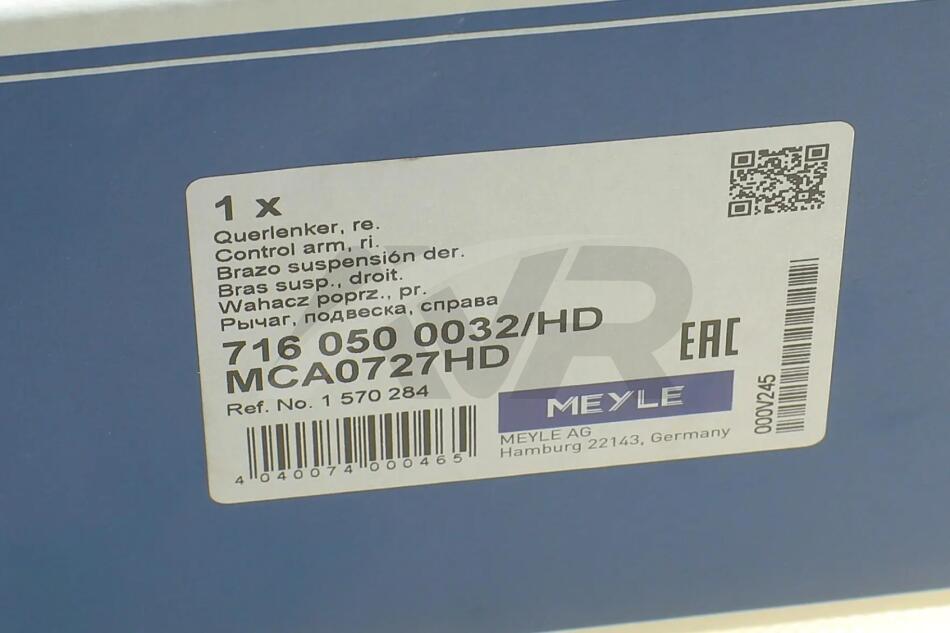 1 x
Querlenker, re.
Control arm, ri.
Brazo suspensión der.
Bras susp., droit.
Wahacz poprz., pr.
Рычаг, подвеска, справа
716 050 0032/HD
MCA0727HD
Ref. No. 1 570 284
4 040074 000465
EAC
MEYLE
MEYLE AG
Hamburg 22143, Germany
000V245
VR